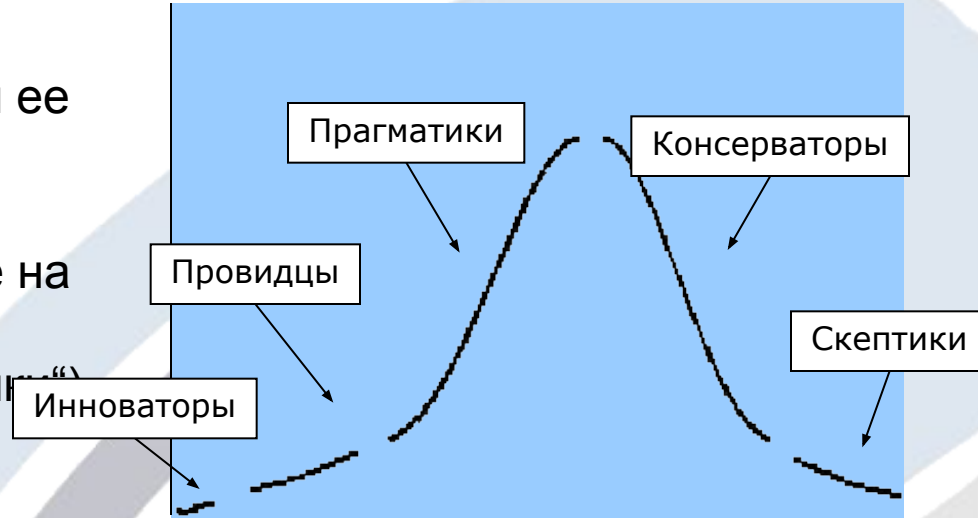 ее
Прагматики
Консерваторы
на
Провидцы
Скептики
Инноваторы